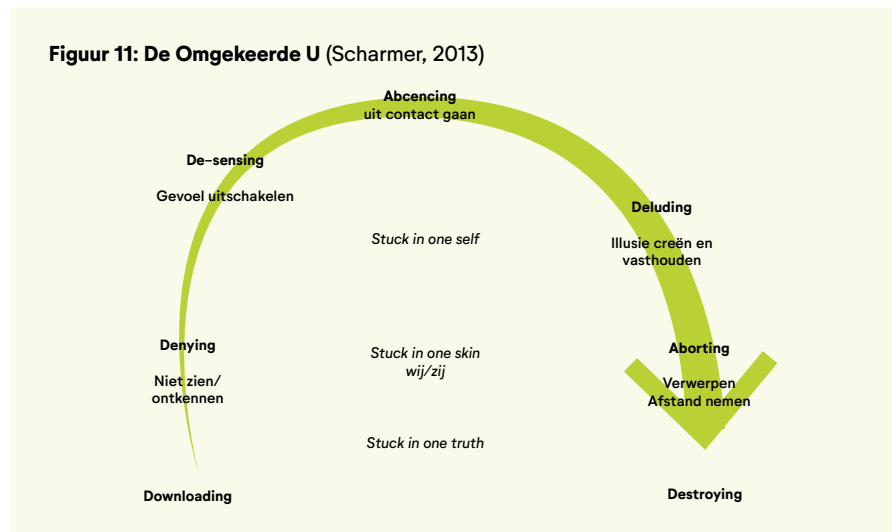 Figuur 11: De Omgekeerde U (Scharmer, 2013)
Abcencing
uit contact gaan
De-sensing
Gevoel uitschakelen
Deluding
Illusie creën en
vasthouden
Stuck in one self
Denying
Niet zien/
ontkennen
Stuck in one skin
wij/zij
Aborting
Verwerpen
Afstand nemen
Stuck in one truth
Downloading
Destroying